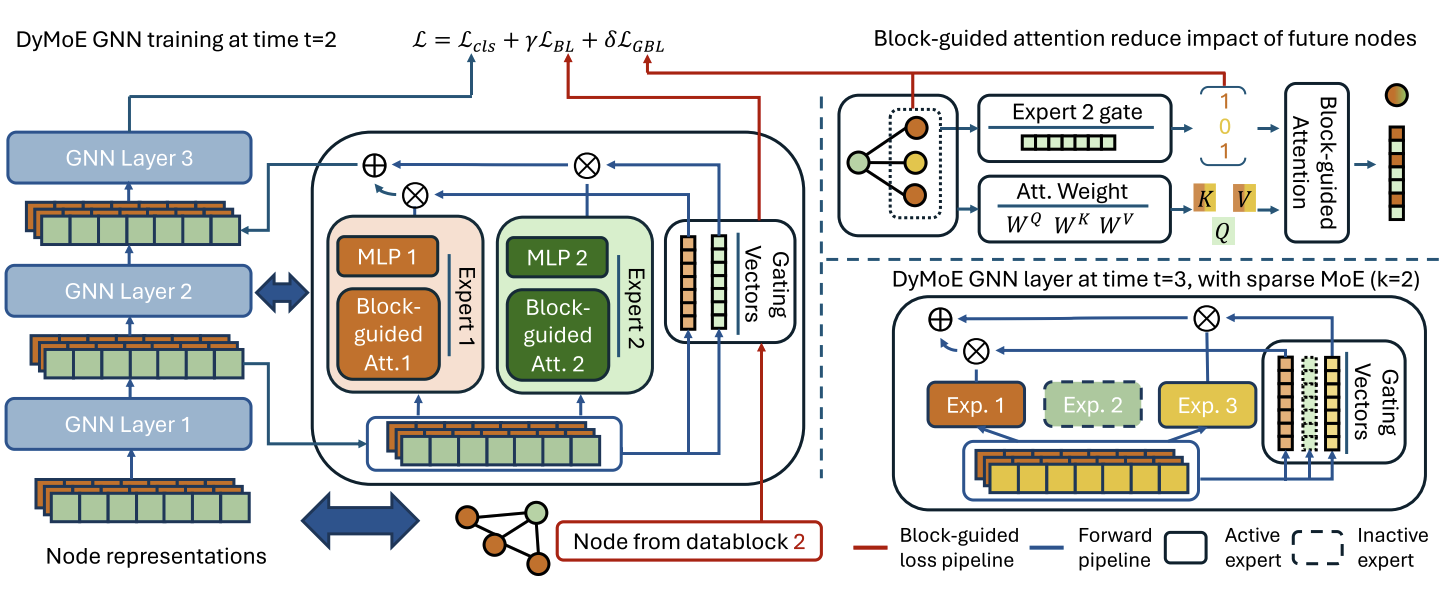 DyMoE GNN training at time t=2
ℒ = ℒ_cls + γℒ_BL + δℒ_GBL
GNN Layer 3
GNN Layer 2
GNN Layer 1
Node representations
MLP 1
Block-
guided
Att.1
Expert 1
MLP 2
Block-
guided
Att. 2
Expert 2
Gating
Vectors
Node from datablock 2
Block-guided attention reduce impact of future nodes
Expert 2 gate
Att. Weight
W^Q W^K W^V
1
0
1
K V
Q
Block-guided
Attention
DyMoE GNN layer at time t=3, with sparse MoE (k=2)
Exp. 1
Exp. 2
Exp. 3
Gating
Vectors
Block-guided
loss pipeline
Forward
pipeline
Active
expert
Inactive
expert